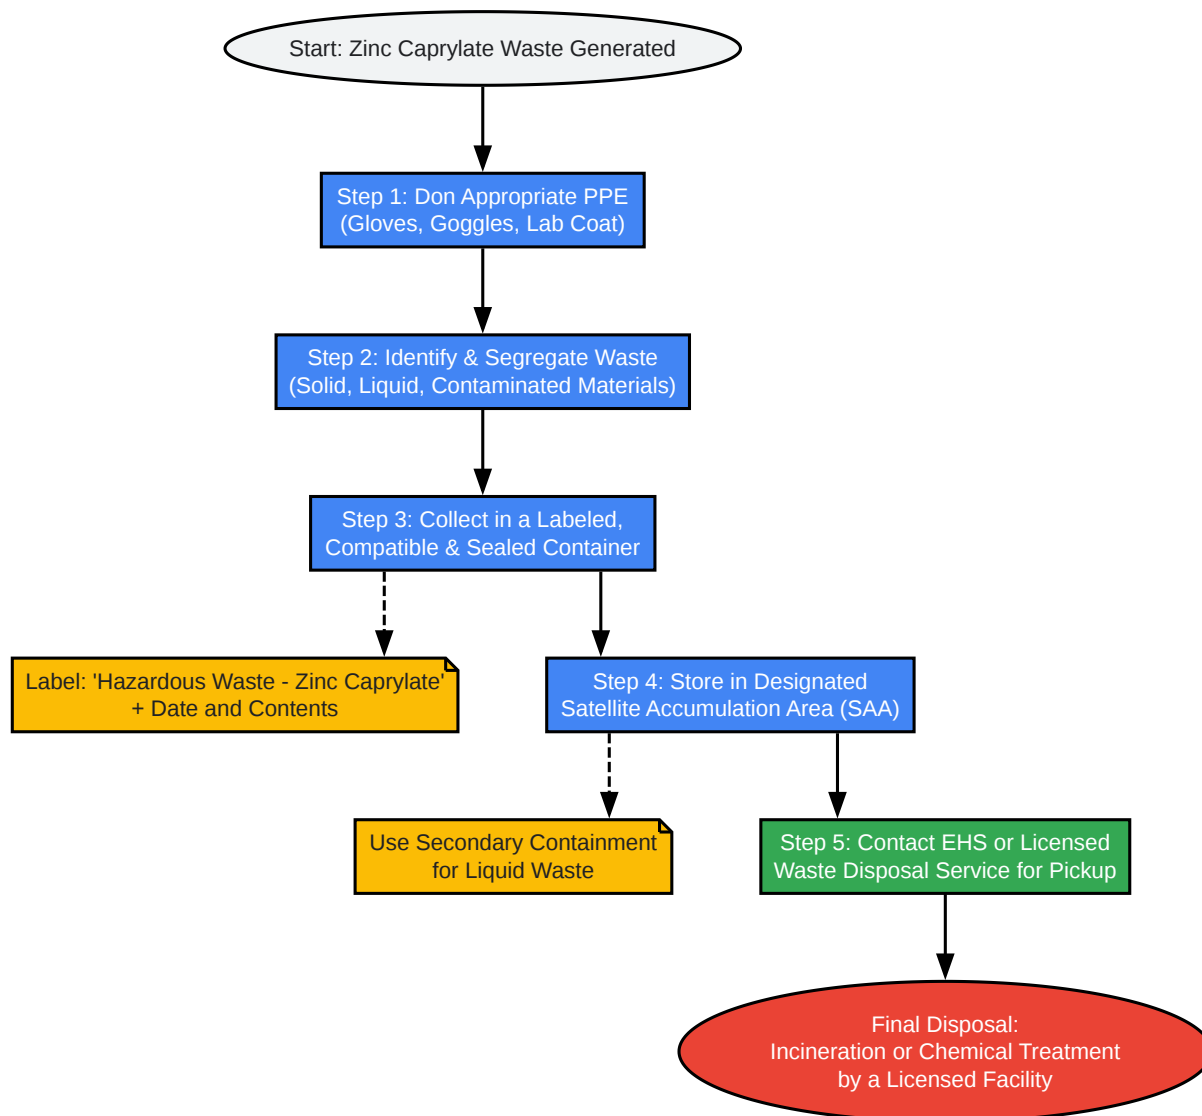 Start: Zinc Caprylate Waste Generated
Step 1: Don Appropriate PPE
(Gloves, Goggles, Lab Coat)
Step 2: Identify & Segregate Waste
(Solid, Liquid, Contaminated Materials)
Step 3: Collect in a Labeled,
Compatible & Sealed Container
Label: 'Hazardous Waste - Zinc Caprylate'
+ Date and Contents
Step 4: Store in Designated
Satellite Accumulation Area (SAA)
Use Secondary Containment
for Liquid Waste
Step 5: Contact EHS or Licensed
Waste Disposal Service for Pickup
Final Disposal:
Incineration or Chemical Treatment
by a Licensed Facility